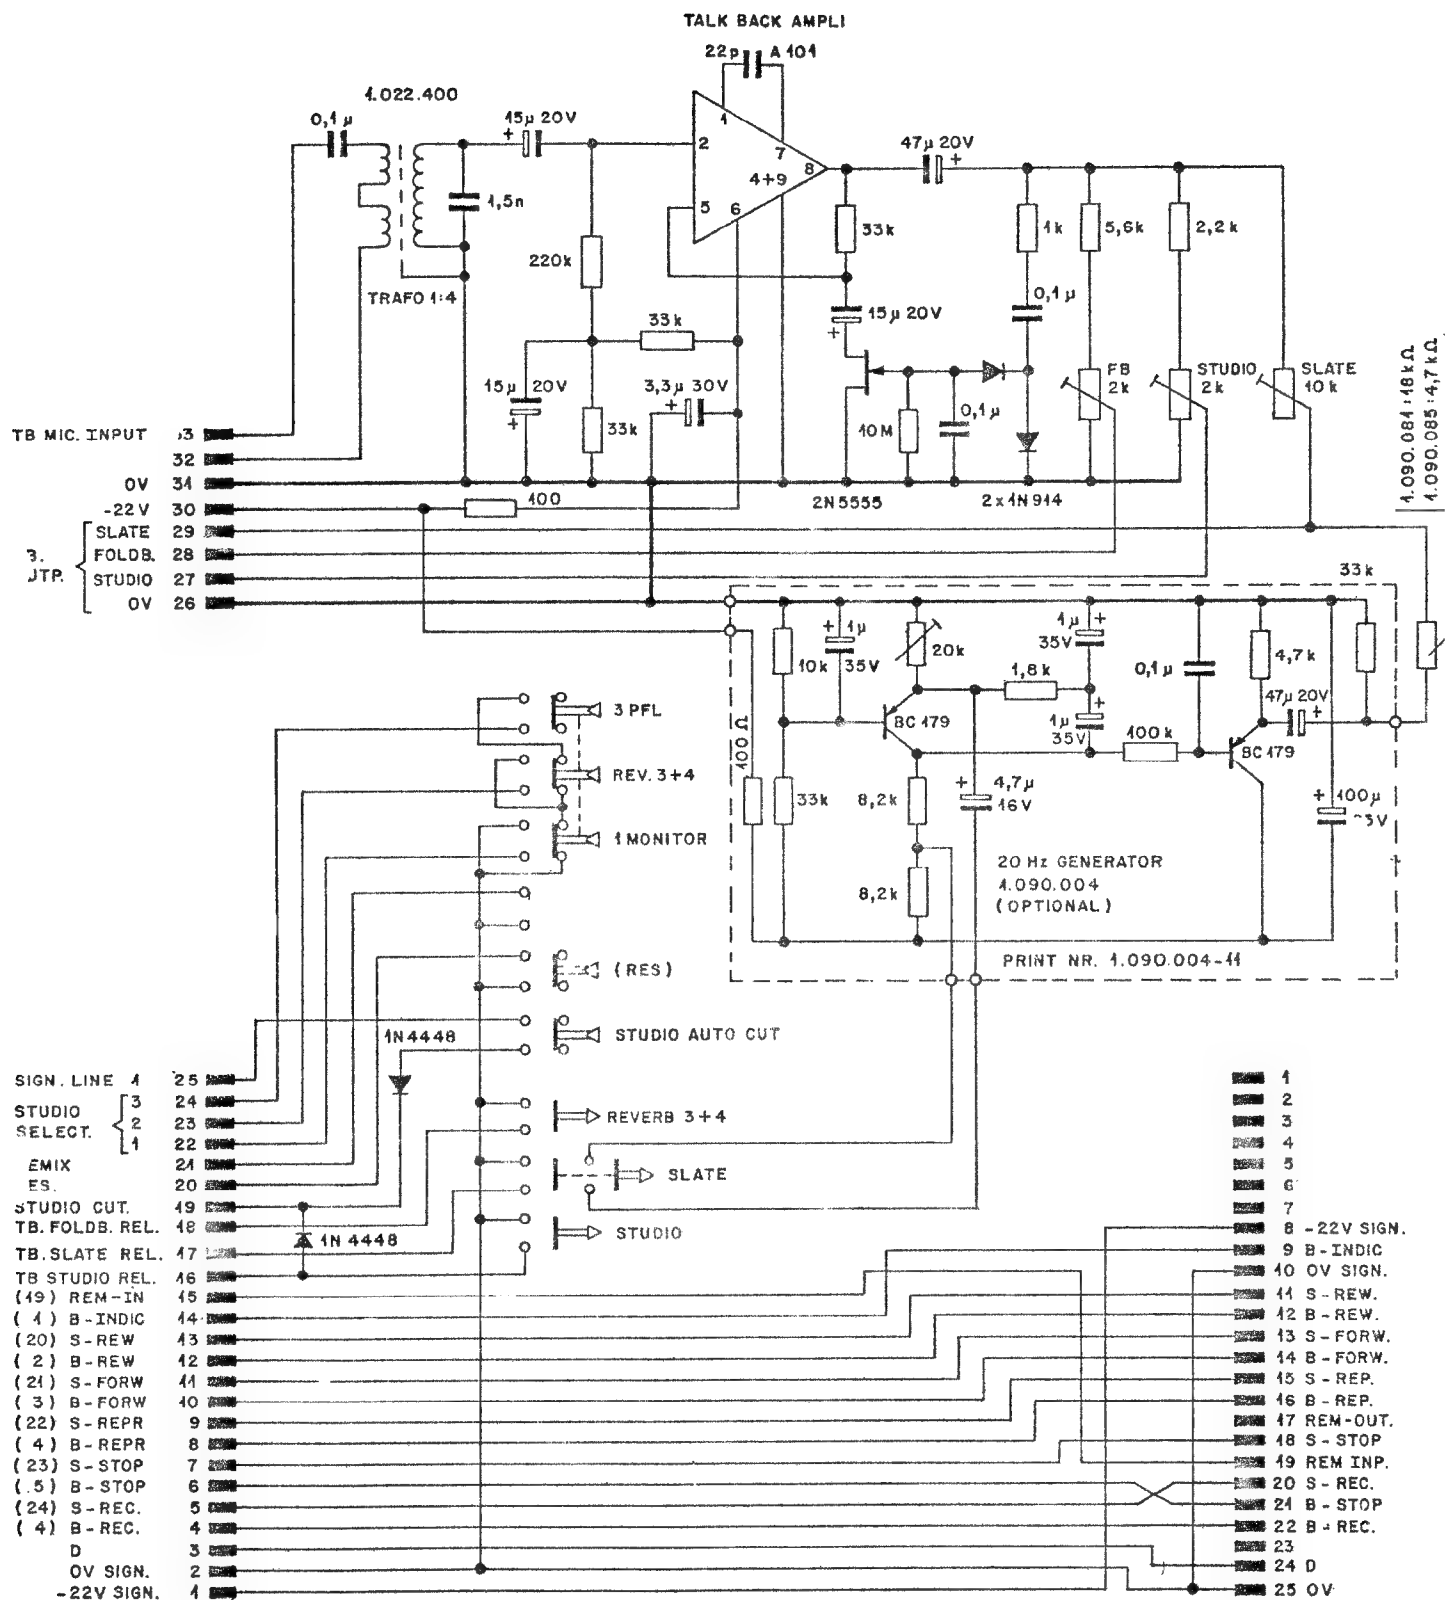 TALK BACK AMPLI
22p A 101
1.022.400
0,1µ
15µ 20V
1
2
7
8
4+9
5
6
47µ 20V
+
1,5n
220k
33k
1k
5,6k
2,2k
TRAFO 1:4
0,1µ
15µ 20V
33k
FB
2k
STUDIO
2k
SLATE
10k
1.090.081:18kΩ
1.090.085:4,7kΩ
15µ 20V
3,3µ 30V
33k
10M
0,1µ
2N5555
2x1N914
TB MIC. INPUT
32
0V 31
-22V 30
100
SLATE 29
FOLDB. 28
STUDIO 27
0V 26
3.
33k
10k
1µ
35V
20k
1µ
35V
1,8k
0,1µ
4,7k
47µ 20V
BC 179
1µ
35V
100k
BC 179
100Ω
33k
8,2k
4,7µ
16V
100µ
8,2k
20 Hz GENERATOR
1.090.004
(OPTIONAL)
PRINT NR. 1.090.004-11
3 PFL
REV. 3+4
1 MONITOR
(RES)
STUDIO AUTO CUT
1N4448
REVERB 3+4
SLATE
STUDIO
1N 4448
SIGN. LINE 1 25
STUDIO SELECT. 3 24
2 23
1 22
EMIX 21
ES. 20
STUDIO CUT. 19
TB. FOLDB. REL. 18
TB. SLATE REL. 17
TB STUDIO REL. 16
(19) REM-IN 15
(1) B-INDIC 14
(20) S-REW 13
(2) B-REW 12
(21) S-FORW 11
(3) B-FORW 10
(22) S-REPR 9
(4) B-REPR 8
(23) S-STOP 7
(.5) B-STOP 6
(24) S-REC. 5
(4) B-REC. 4
D 3
0V SIGN. 2
-22V SIGN. 1
1
2
3
4
5
6
7
8 -22V SIGN.
9 B-INDIC
10 0V SIGN.
11 S-REW.
12 B-REW.
13 S-FORW.
14 B-FORW.
15 S-REP.
16 B-REP.
17 REM-OUT.
18 S-STOP
19 REM INP.
20 S-REC.
21 B-STOP
22 B-REC.
23
24 D
25 0V